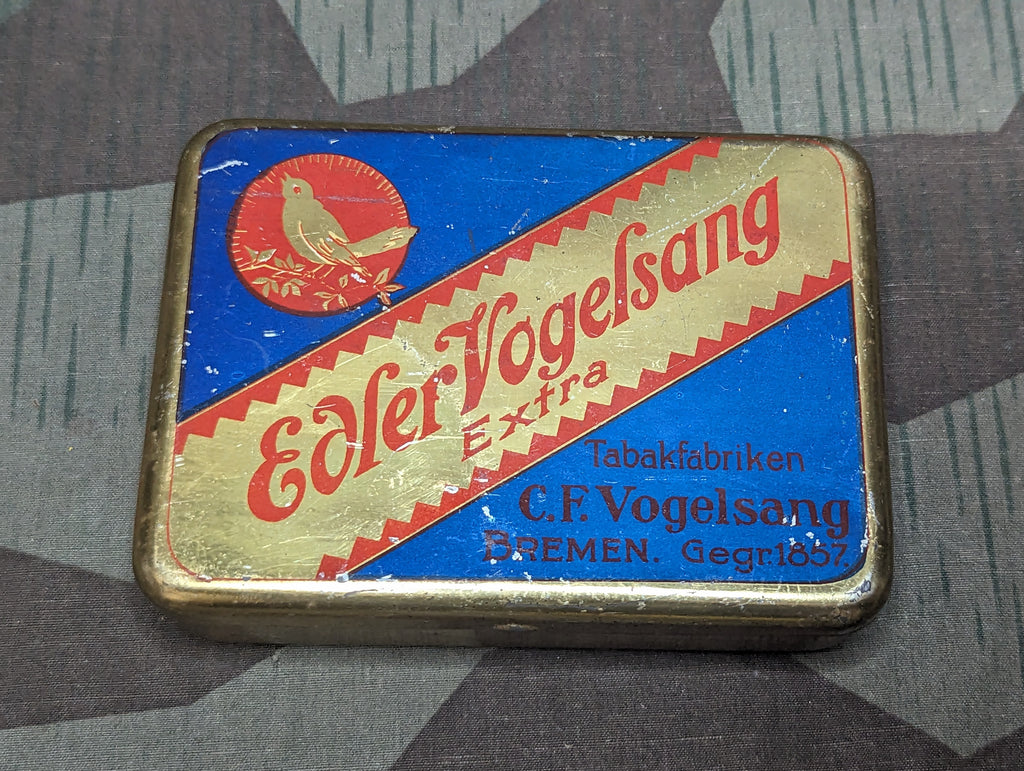 Edler Vogelsang
Extra
Tabakfabriken
C.F. Vogelsang
BREMEN. Gegr.1857.